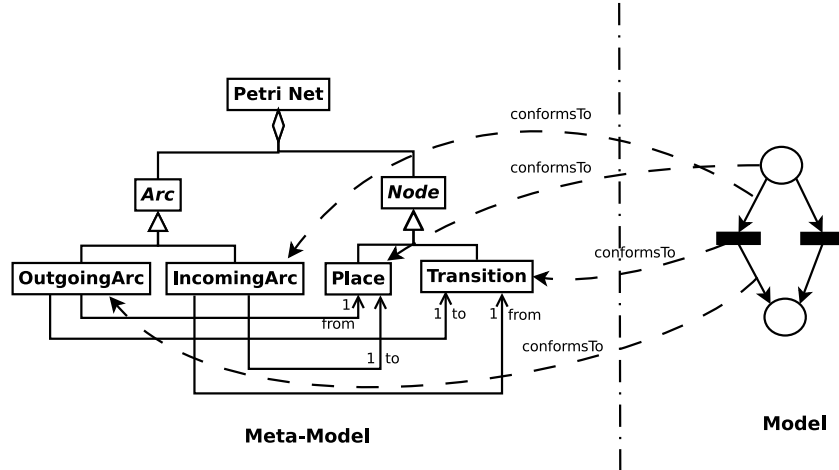 Petri Net
conformsTo
conformsTo
Arc
Node
conformsTo
OutgoingArc
IncomingArc
Place
Transition
1
from
1 to
1 from
1 to
conformsTo
Meta-Model
Model